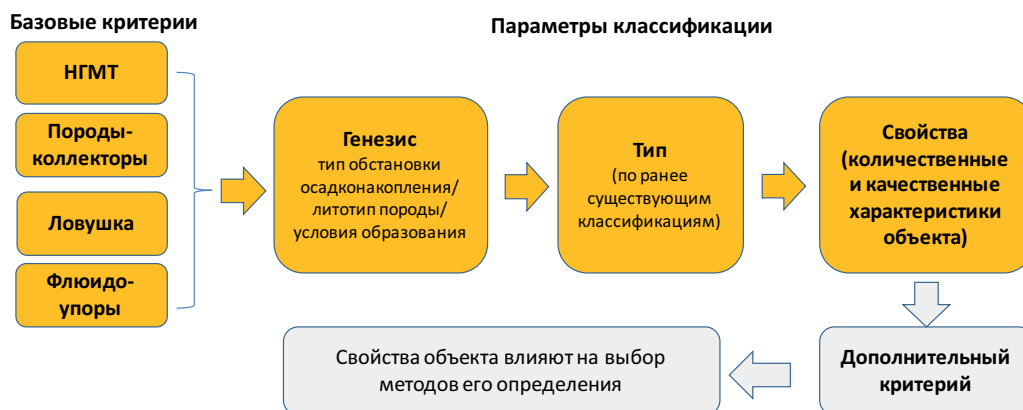 Базовые критерии
Параметры классификации
НГМТ
Породы-
коллекторы
Ловушка
Флюидо-
упоры
Генезис
тип обстановки
осадконакопления/
литотип породы/
условия образования
Тип
(по ранее
существующим
классификациям)
Свойства
(количественные
и качественные
характеристики
объекта)
Дополнительный
критерий
Свойства объекта влияют на выбор
методов его определения